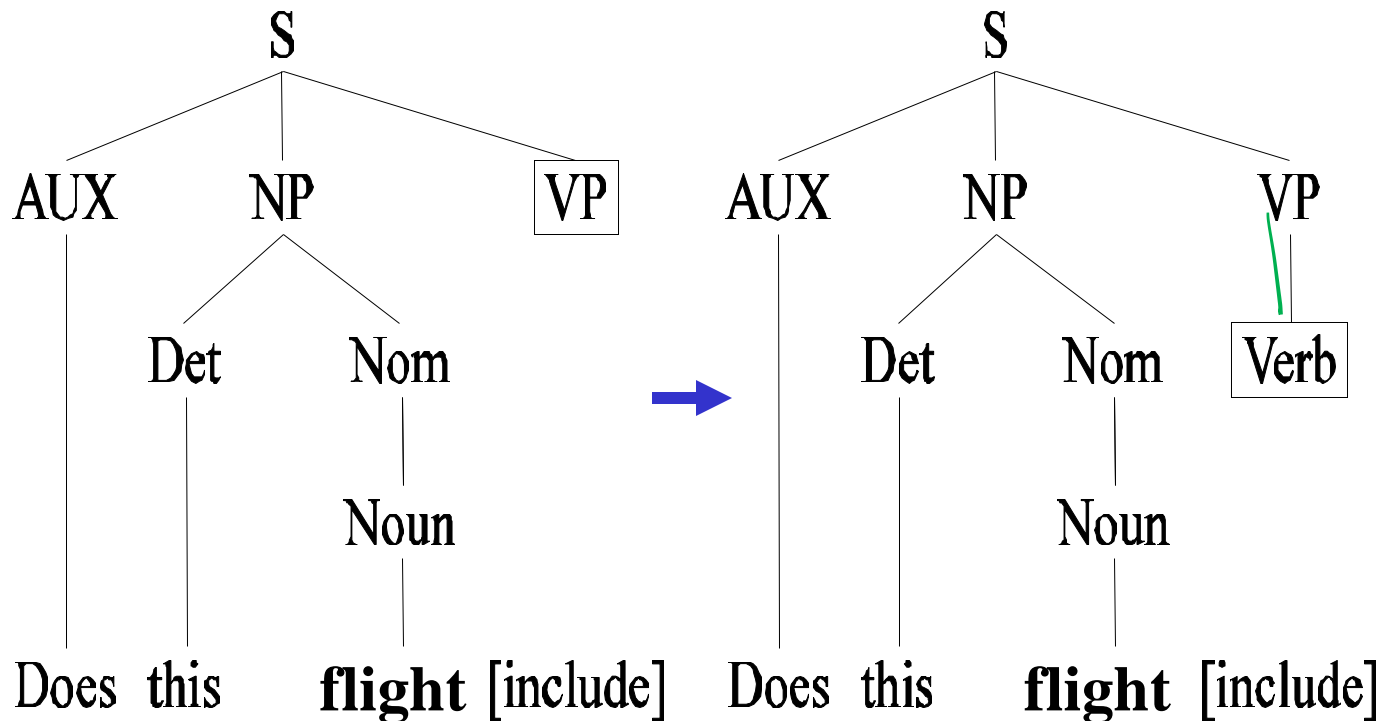 S S
AUX NP VP AUX NP VP
Det Nom Det Nom Verb
Noun Noun
Does this flight [include] Does this flight [include]